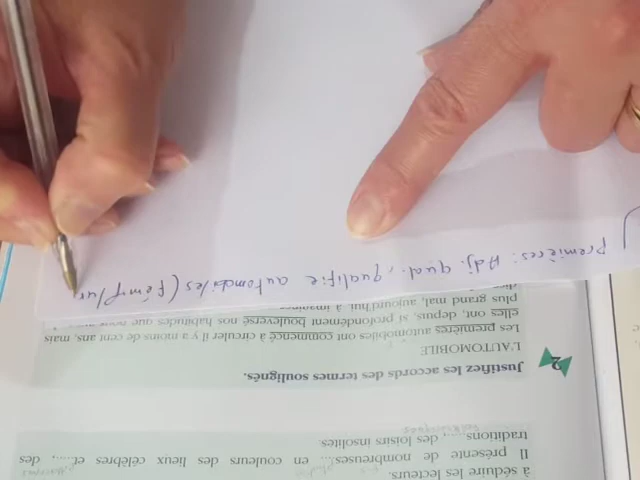 à séduire les lecteurs.
Il présente de nombreuses.... en couleurs des lieux célèbres et....., des
traditions....., des loisirs insolites.
2 Justifiez les accords des termes soulignés.
L'AUTOMOBILE
Les premières automobiles ont commencé à circuler il y a moins de cent ans, mais
elles ont, depuis, si profondément bouleversé nos habitudes que nous
plus grand mal, aujourd'hui, à imaginer
Premières: Adj. qual., qualifie automobiles (fém, plur